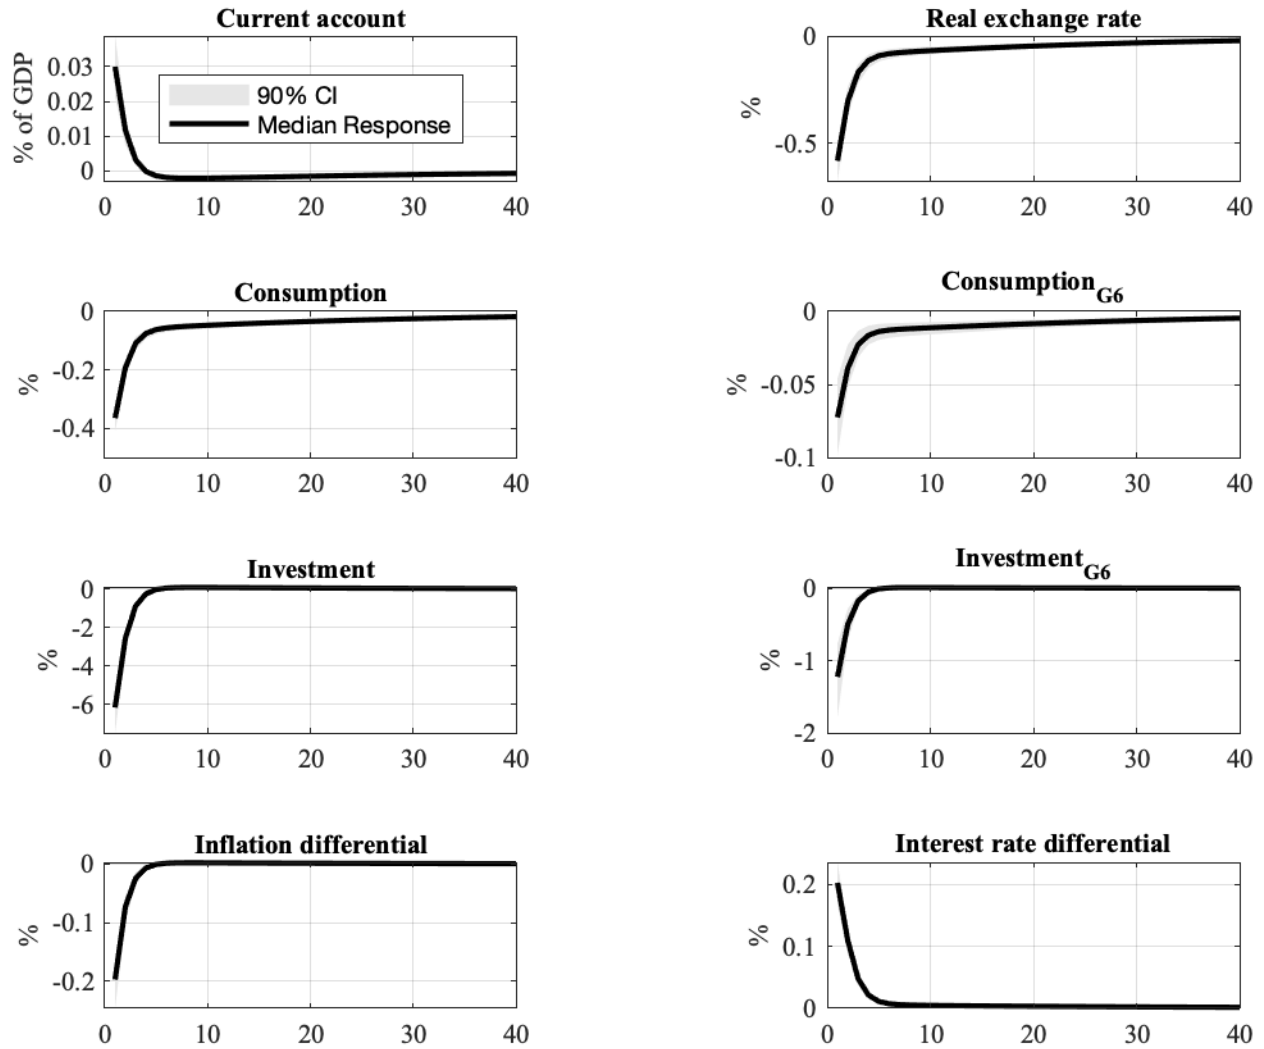 Current account
% of GDP
0.03
0.02
0.01
0
90% CI
Median Response
0 10 20 30 40
Real exchange rate
%
0
-0.5
0 10 20 30 40
Consumption
%
0
-0.2
-0.4
0 10 20 30 40
Consumption_G6
%
0
-0.05
-0.1
0 10 20 30 40
Investment
%
0
-2
-4
-6
0 10 20 30 40
Investment_G6
%
0
-1
-2
0 10 20 30 40
Inflation differential
%
0
-0.1
-0.2
0 10 20 30 40
Interest rate differential
%
0.2
0.1
0
0 10 20 30 40